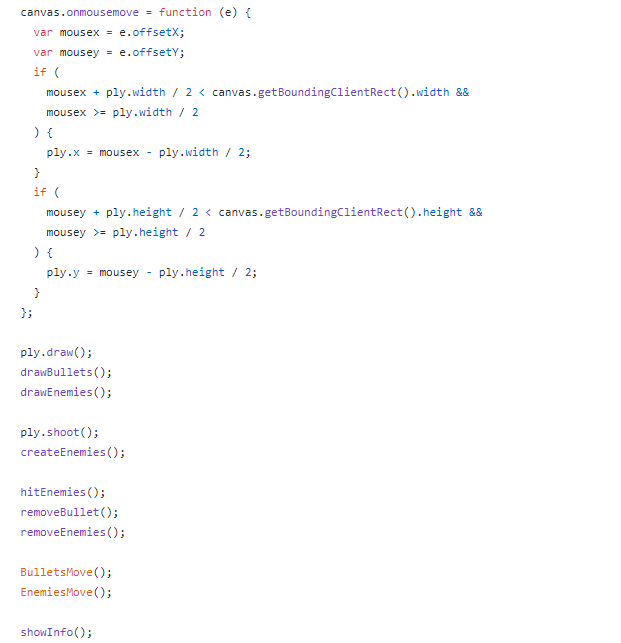 canvas.onmousemove = function (e) {
  var mousex = e.offsetX;
  var mousey = e.offsetY;
  if (
    mousex + ply.width / 2 < canvas.getBoundingClientRect().width &&
    mousex >= ply.width / 2
  ) {
    ply.x = mousex - ply.width / 2;
  }
  if (
    mousey + ply.height / 2 < canvas.getBoundingClientRect().height &&
    mousey >= ply.height / 2
  ) {
    ply.y = mousey - ply.height / 2;
  }
};

ply.draw();
drawBullets();
drawEnemies();

ply.shoot();
createEnemies();

hitEnemies();
removeBullet();
removeEnemies();

BulletsMove();
EnemiesMove();

showInfo();